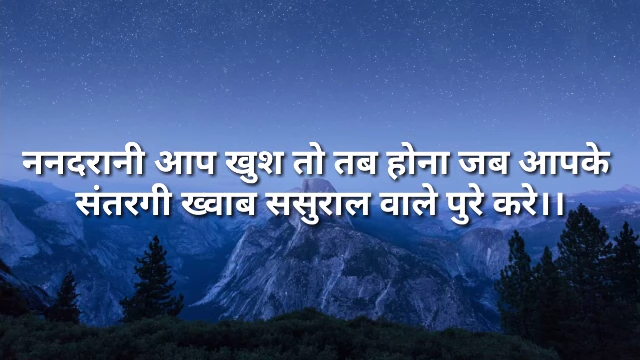 ननदरानी आप खुश तो तब होना जब आपके
संतरगी ख्वाब ससुराल वाले पुरे करे।।